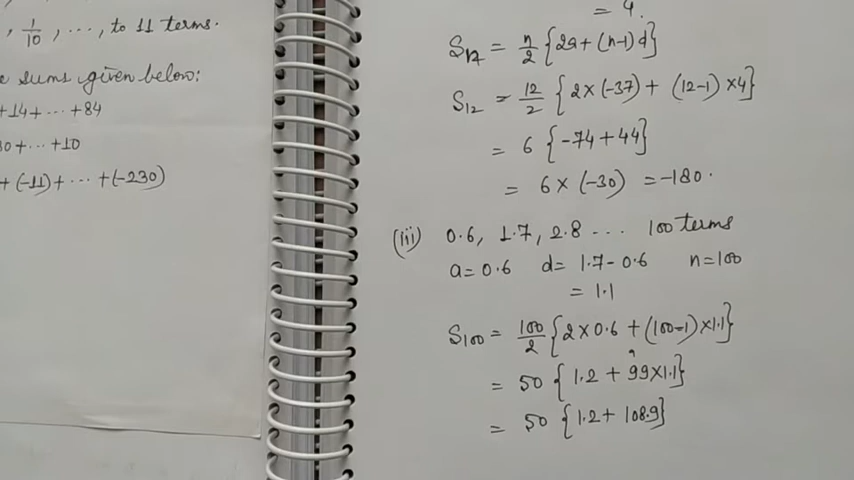 , 1/10, ..., to 11 terms.
sums given below:
+14+ ... +84
+ ... +10
+ (-11) + ... + (-230)
= 4.
S12 = n/2 {2a + (n-1) d}
S12 = 12/2 {2×(-37) + (12-1) ×4}
= 6 {-74 + 44}
= 6 × (-30) = -180.
(iii) 0.6, 1.7, 2.8 ... 100 terms
a = 0.6 d = 1.7 - 0.6 n = 100
= 1.1
S100 = 100/2 {2×0.6 + (100-1)×1.1}
= 50 {1.2 + 99×1.1}
= 50 {1.2 + 108.9}